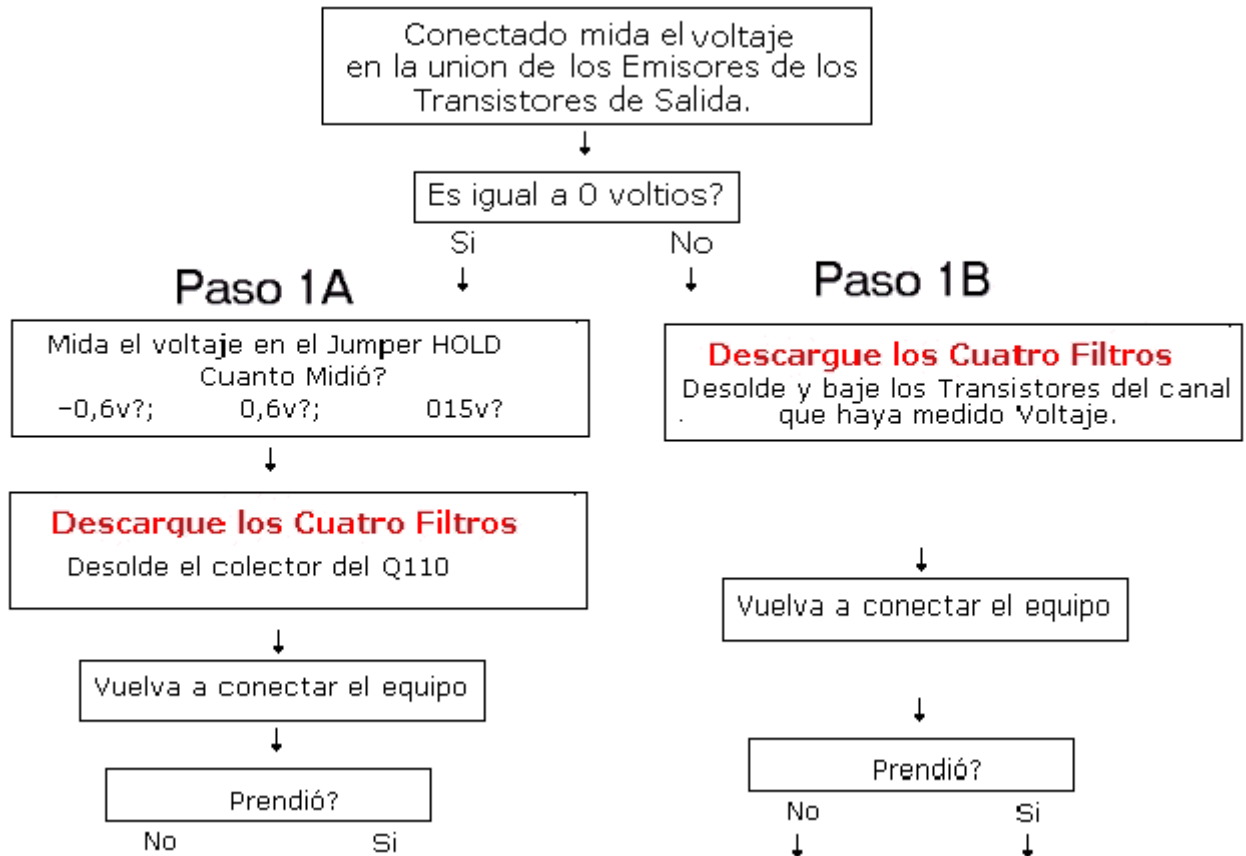 Conectado mida el voltaje
en la union de los Emisores de los
Transistores de Salida.
Es igual a 0 voltios?
Si
No
Paso 1A
Mida el voltaje en el Jumper HOLD
Cuanto Midió?
-0,6v?; 0,6v?; 015v?
Descargue los Cuatro Filtros
Desolde el colector del Q110
Vuelva a conectar el equipo
Prendió?
No Si
Paso 1B
Descargue los Cuatro Filtros
Desolde y baje los Transistores del canal
que haya medido Voltaje.
Vuelva a conectar el equipo
Prendió?
No Si